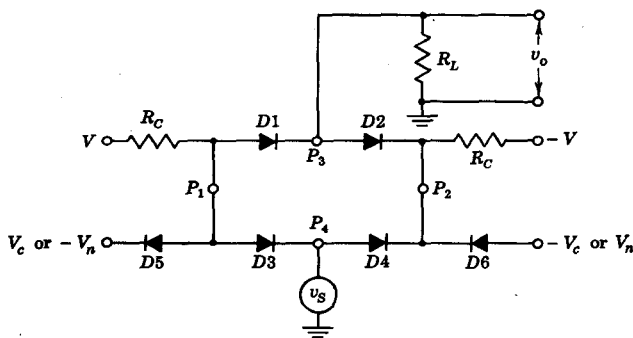 R_L
v_o
R_C
D1
D2
V
P_3
R_C
-V
P_1
P_2
P_4
V_c or -V_n
D5
D3
D4
D6
-V_c or V_n
v_S